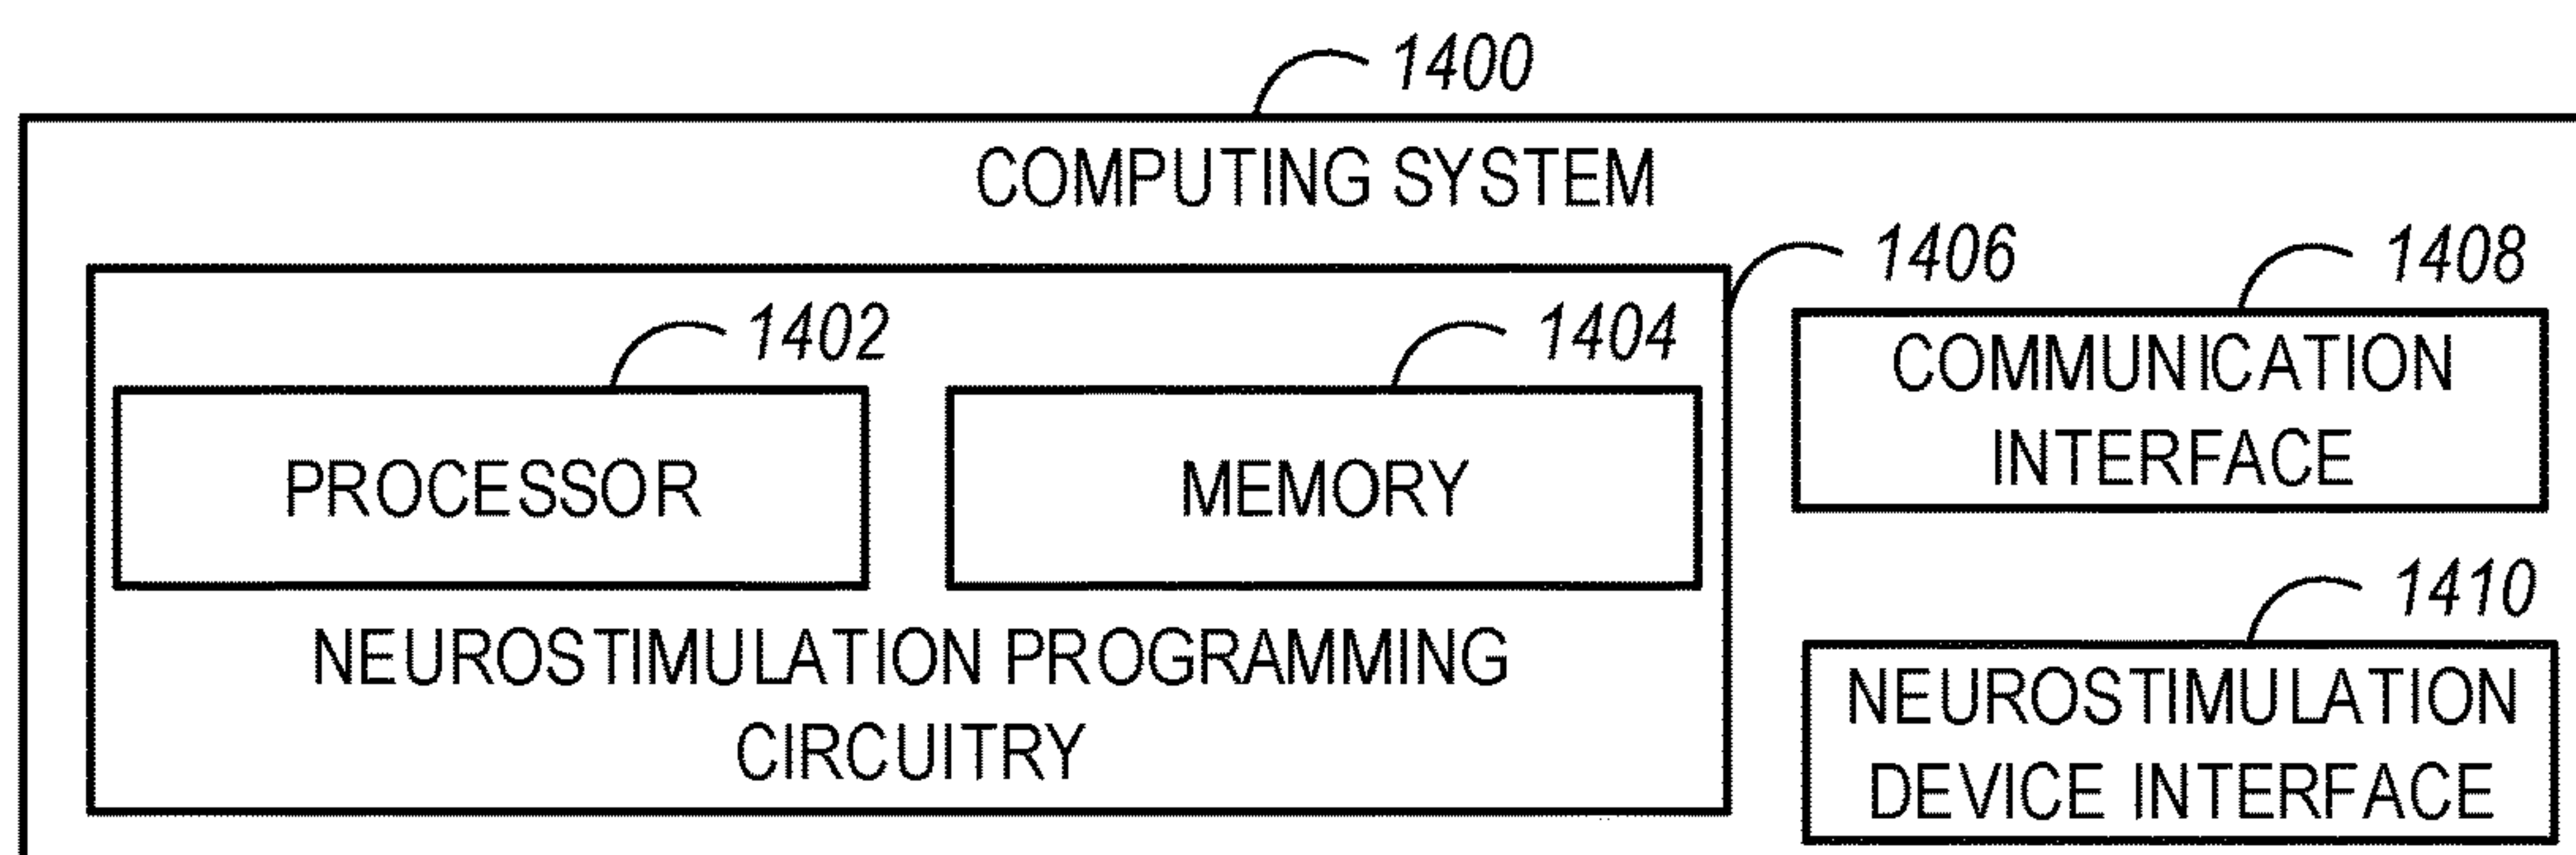 1400
COMPUTING SYSTEM
1406
1408
1402
1404
COMMUNICATION
INTERFACE
PROCESSOR
MEMORY
1410
NEUROSTIMULATION PROGRAMMING
CIRCUITRY
NEUROSTIMULATION
DEVICE INTERFACE